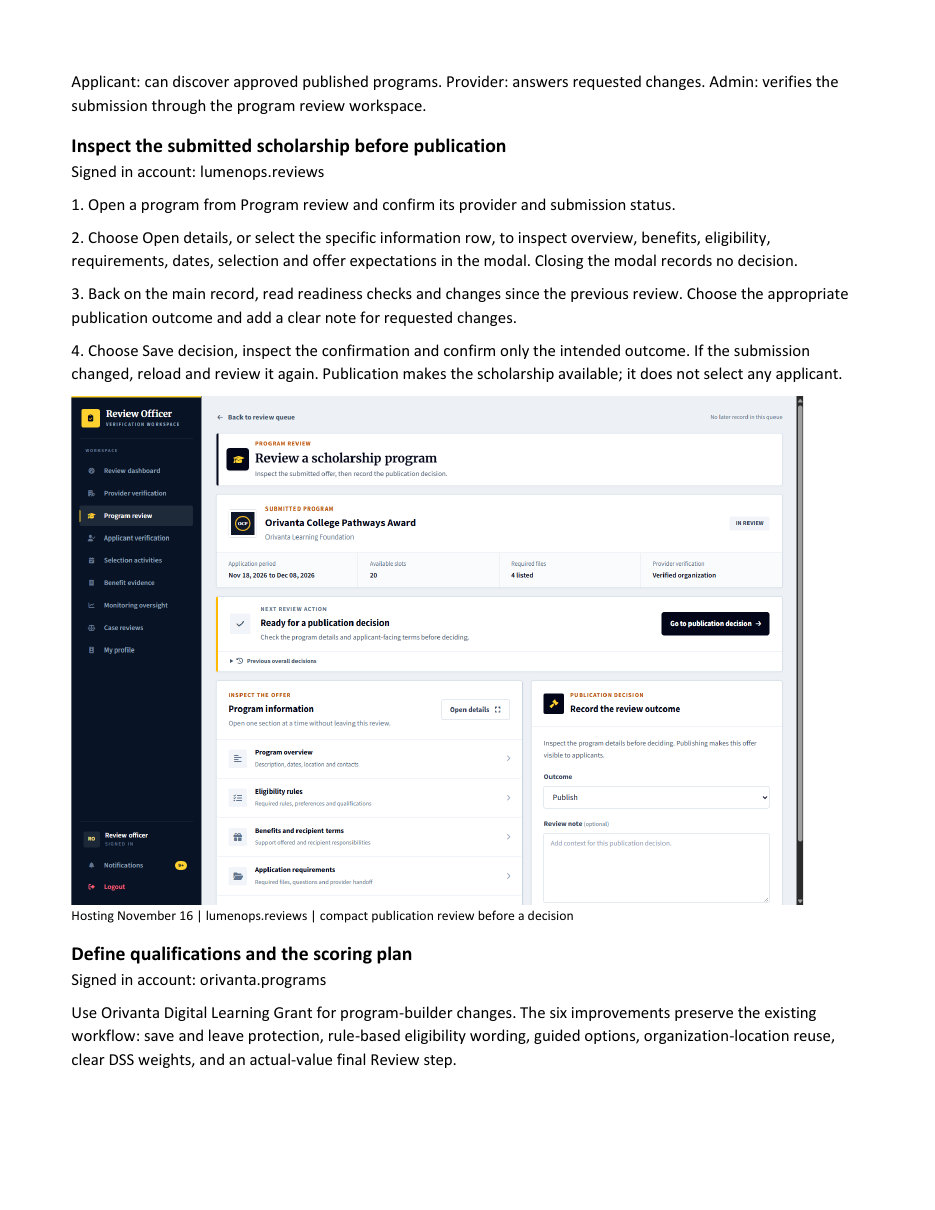 Applicant: can discover approved published programs. Provider: answers requested changes. Admin: verifies the
submission through the program review workspace.
Inspect the submitted scholarship before publication
Signed in account: lumenops.reviews
1. Open a program from Program review and confirm its provider and submission status.
2. Choose Open details, or select the specific information row, to inspect overview, benefits, eligibility,
requirements, dates, selection and offer expectations in the modal. Closing the modal records no decision.
3. Back on the main record, read readiness checks and changes since the previous review. Choose the appropriate
publication outcome and add a clear note for requested changes.
4. Choose Save decision, inspect the confirmation and confirm only the intended outcome. If the submission
changed, reload and review it again. Publication makes the scholarship available; it does not select any applicant.
Review Officer
VERIFICATION WORKSPACE
WORKSPACE
Review dashboard
Provider verification
Program review
Applicant verification
Selection activities
Benefit evidence
Monitoring oversight
Case reviews
My profile
RO
Review officer
SIGNED IN
Notifications 9+
Logout
← Back to review queue
No later record in this queue
PROGRAM REVIEW
Review a scholarship program
Inspect the submitted offer, then record the publication decision.
OCP
SUBMITTED PROGRAM
Orivanta College Pathways Award
Orivanta Learning Foundation
IN REVIEW
Application period
Nov 18, 2026 to Dec 08, 2026
Available slots
20
Required files
4 listed
Provider verification
Verified organization
NEXT REVIEW ACTION
Ready for a publication decision
Check the program details and applicant-facing terms before deciding.
Go to publication decision →
Previous overall decisions
INSPECT THE OFFER
Program information
Open one section at a time without leaving this review.
Open details
Program overview
Description, dates, location and contacts
Eligibility rules
Required rules, preferences and qualifications
Benefits and recipient terms
Support offered and recipient responsibilities
Application requirements
Required files, questions and provider handoff
PUBLICATION DECISION
Record the review outcome
Inspect the program details before deciding. Publishing makes this offer
visible to applicants.
Outcome
Publish
Review note (optional)
Add context for this publication decision.
Hosting November 16 | lumenops.reviews | compact publication review before a decision
Define qualifications and the scoring plan
Signed in account: orivanta.programs
Use Orivanta Digital Learning Grant for program-builder changes. The six improvements preserve the existing
workflow: save and leave protection, rule-based eligibility wording, guided options, organization-location reuse,
clear DSS weights, and an actual-value final Review step.